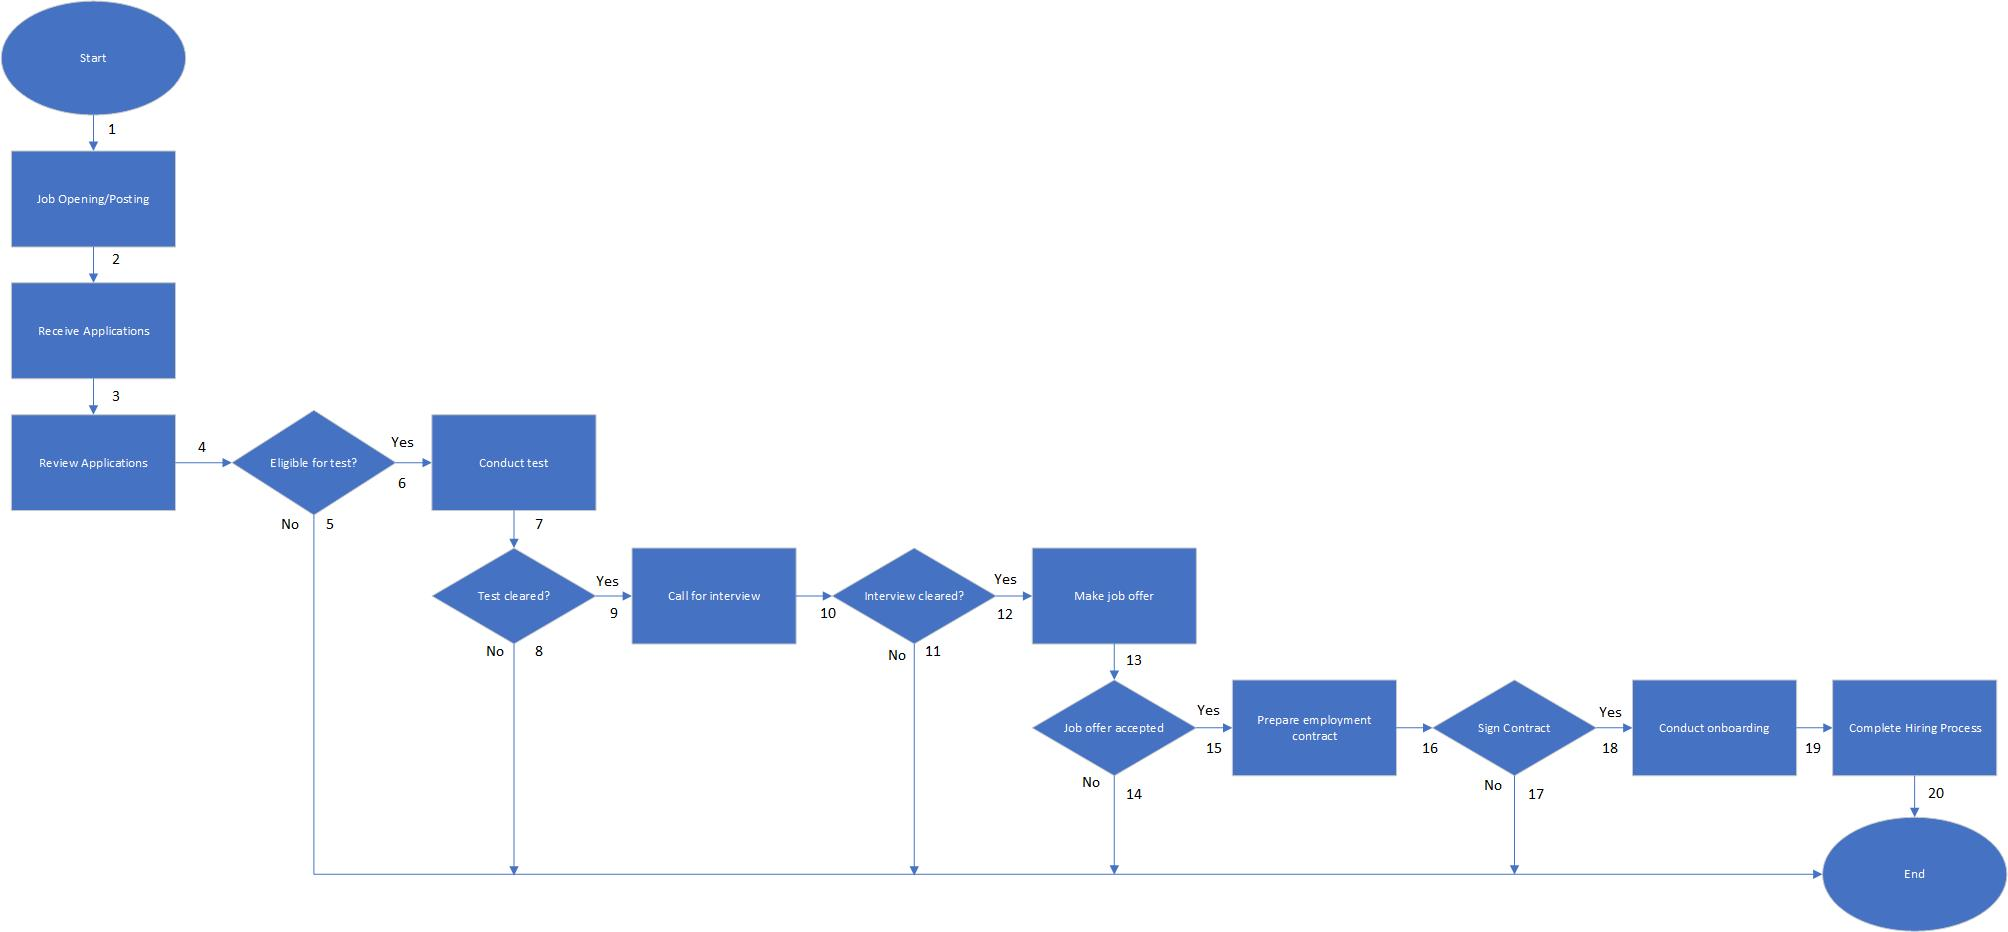 Start
1
Job Opening/Posting
2
Receive Applications
3
Review Applications
4
Eligible for test?
Yes
6
No
5
Conduct test
7
Test cleared?
Yes
9
No
8
Call for interview
10
Interview cleared?
Yes
12
No
11
Make job offer
13
Job offer accepted
Yes
15
No
14
Prepare employment
contract
16
Sign Contract
Yes
18
No
17
Conduct onboarding
19
Complete Hiring Process
20
End